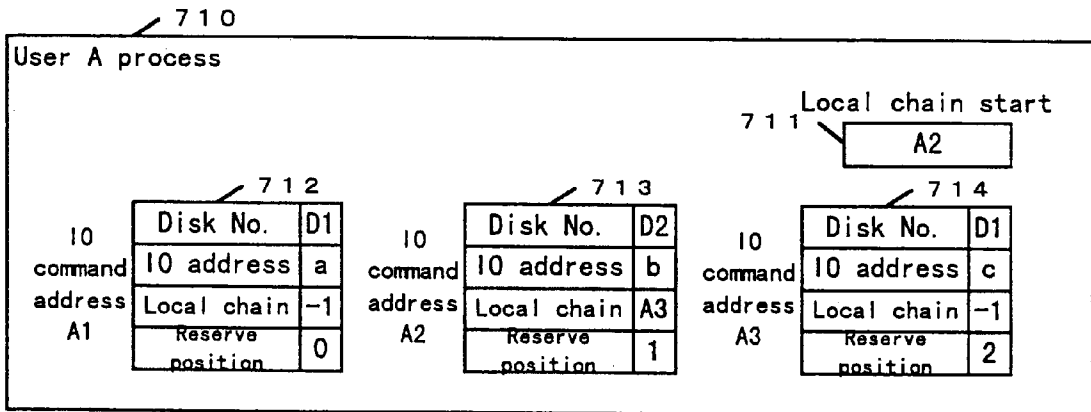 710
User A process
Local chain start
711
A2
712
713
714
IO
command
address
A1
Disk No. D1
IO address a
Local chain -1
Reserve
position 0
IO
command
address
A2
Disk No. D2
IO address b
Local chain A3
Reserve
position 1
IO
command
address
A3
Disk No. D1
IO address c
Local chain -1
Reserve
position 2